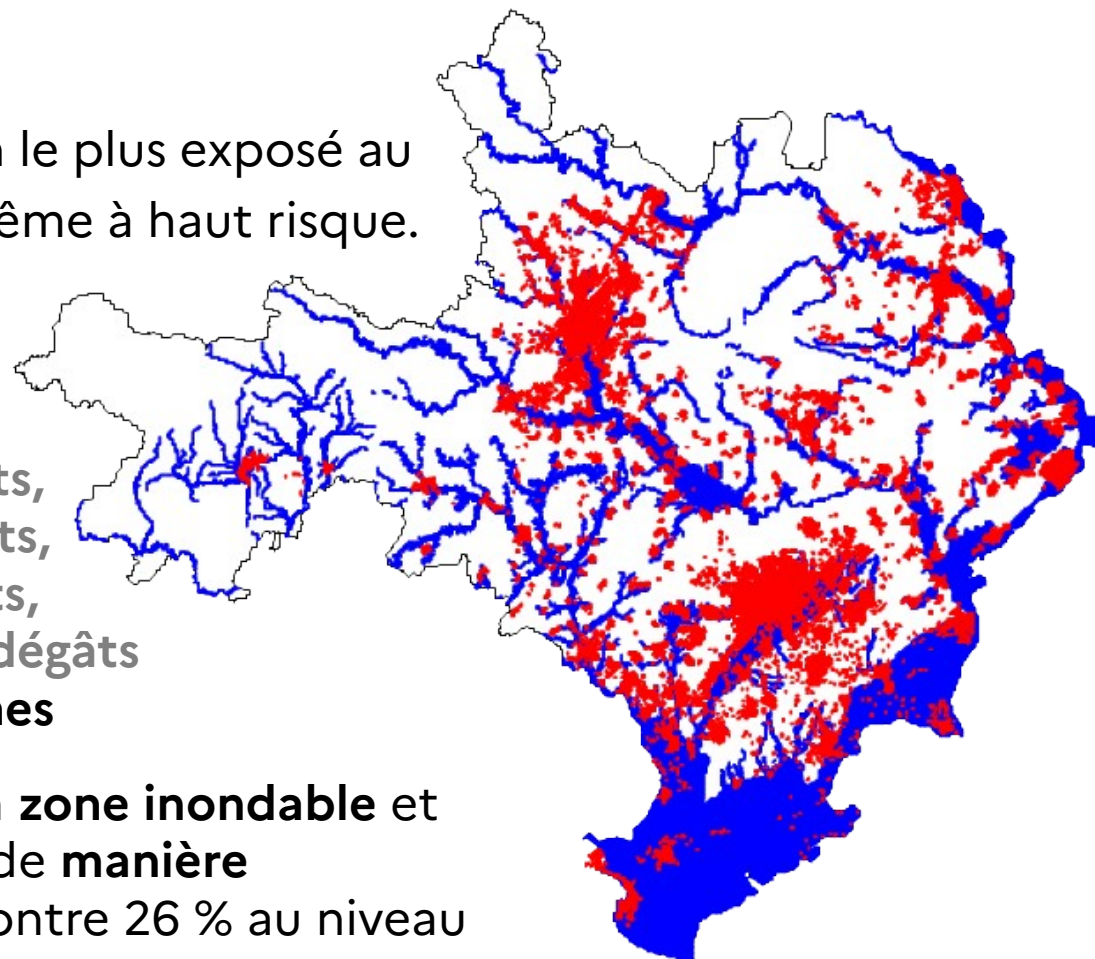 n le plus exposé au
ême à haut risque.
ts,
ts,
ts,
dégâts
nes
n zone inondable et
de manière
ontre 26 % au niveau